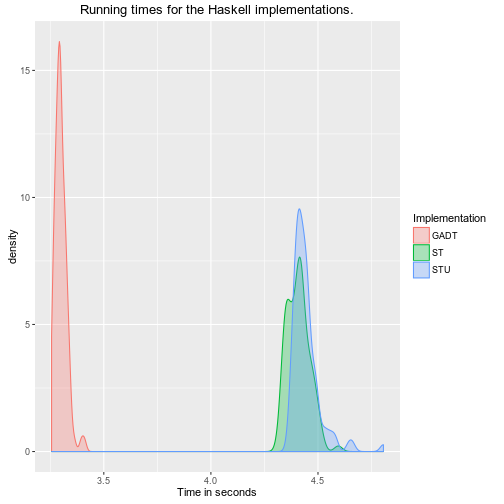 Running times for the Haskell implementations.
15
10
5
0
density
3.5 4.0 4.5
Time in seconds
Implementation
GADT
ST
STU